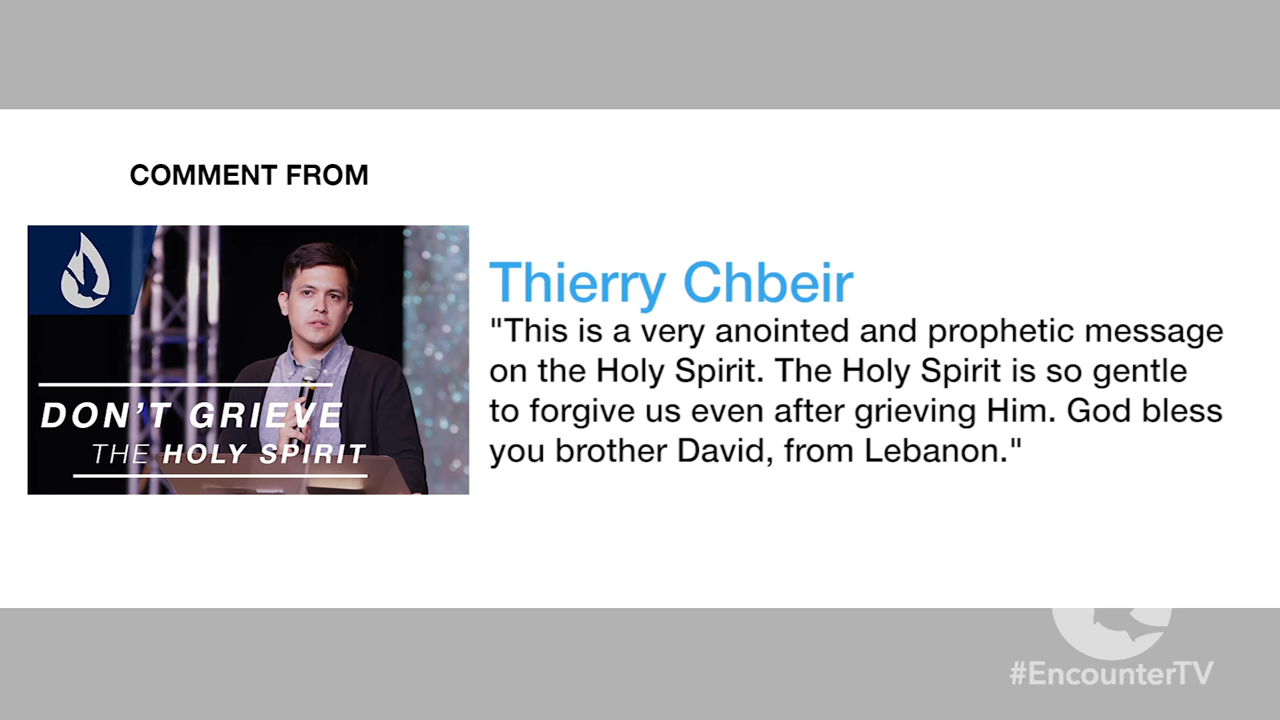 COMMENT FROM
DON'T GRIEVE
THE HOLY SPIRIT
Thierry Chbeir
"This is a very anointed and prophetic message
on the Holy Spirit. The Holy Spirit is so gentle
to forgive us even after grieving Him. God bless
you brother David, from Lebanon."
#EncounterTV